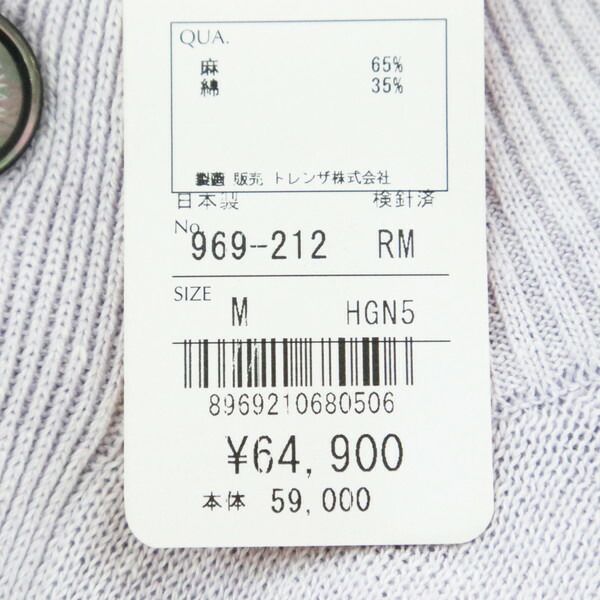 QUA.
麻 65%
綿 35%
製造 販売 トレンザ株式会社
日本製 検針済
No. 969-212 RM
SIZE M HGN5
8969210680506
¥64,900
本体 59,000